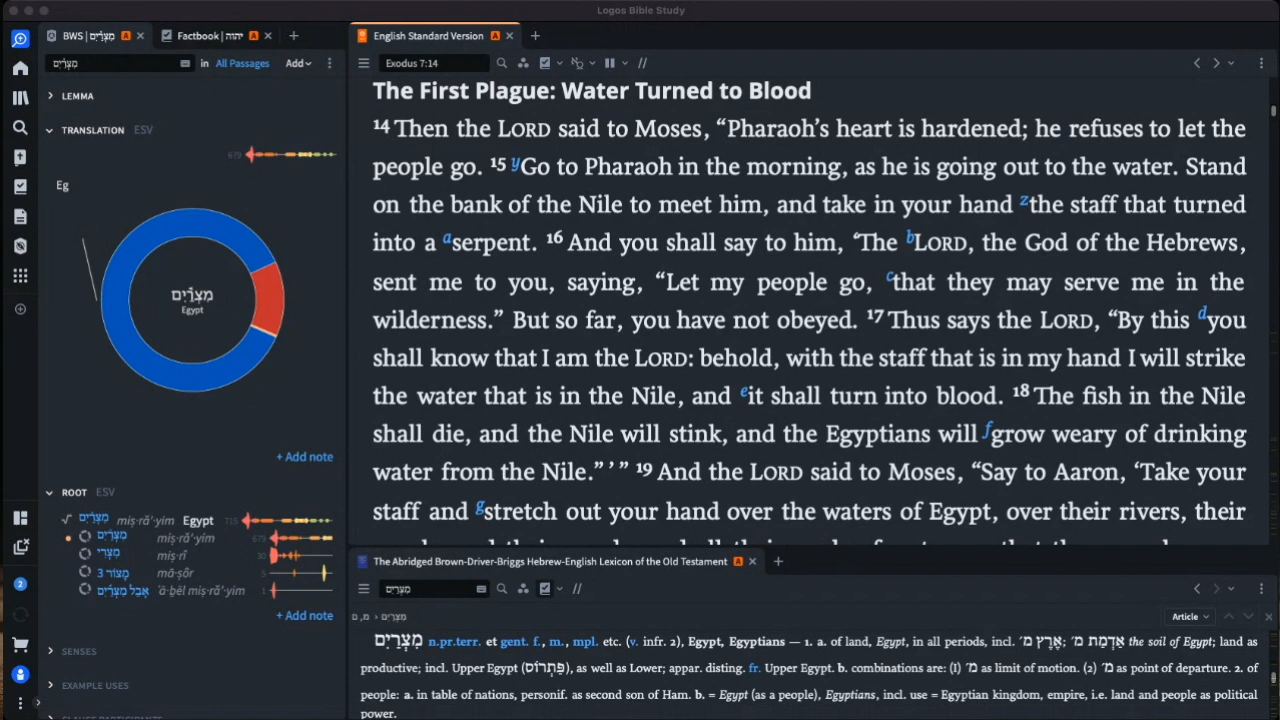 Logos Bible Study
BWS | מִצְרַ֫יִם A
Factbook | יהוה A
מִצְרַ֫יִם in All Passages Add
LEMMA
TRANSLATION ESV
679
Eg
מִצְרַ֫יִם
Egypt
+ Add note
ROOT ESV
מִצְרַ֫יִם miṣ·rǎ′·yim Egypt 715
מִצְרַ֫יִם miṣ·rǎ′·yim 679
מִצְרִי miṣ·rî 30
מָצוֹר 3 mā·ṣôr 5
אָבֵל מִצְרַ֫יִם ʾā·ḇēl miṣ·rǎ′·yim 1
+ Add note
SENSES
EXAMPLE USES
CLAUSE PARTICIPANTS
2
English Standard Version A
Exodus 7:14
The First Plague: Water Turned to Blood
14 Then the LORD said to Moses, “Pharaoh’s heart is hardened; he refuses to let the
people go. 15 yGo to Pharaoh in the morning, as he is going out to the water. Stand
on the bank of the Nile to meet him, and take in your hand zthe staff that turned
into a aserpent. 16 And you shall say to him, ‘The bLORD, the God of the Hebrews,
sent me to you, saying, “Let my people go, cthat they may serve me in the
wilderness.” But so far, you have not obeyed. 17 Thus says the LORD, “By this dyou
shall know that I am the LORD: behold, with the staff that is in my hand I will strike
the water that is in the Nile, and eit shall turn into blood. 18 The fish in the Nile
shall die, and the Nile will stink, and the Egyptians will fgrow weary of drinking
water from the Nile.” ’ ” 19 And the LORD said to Moses, “Say to Aaron, ‘Take your
staff and gstretch out your hand over the waters of Egypt, over their rivers, their
The Abridged Brown-Driver-Briggs Hebrew-English Lexicon of the Old Testament A
מִצְרַיִם
מ, ם › מִצְרַיִם Article
מִצְרַיִם n.pr.terr. et gent. f., m., mpl. etc. (v. infr. 2), Egypt, Egyptians — 1. a. of land, Egypt, in all periods, incl. אֶרֶץ מ׳; אַדְמַת מ׳ the soil of Egypt; land as
productive; incl. Upper Egypt (פַּתְרוֹס), as well as Lower; appar. disting. fr. Upper Egypt. b. combinations are: (1) מ׳ as limit of motion. (2) מ׳ as point of departure. 2. of
people: a. in table of nations, personif. as second son of Ham. b. = Egypt (as a people), Egyptians, incl. use = Egyptian kingdom, empire, i.e. land and people as political
power.